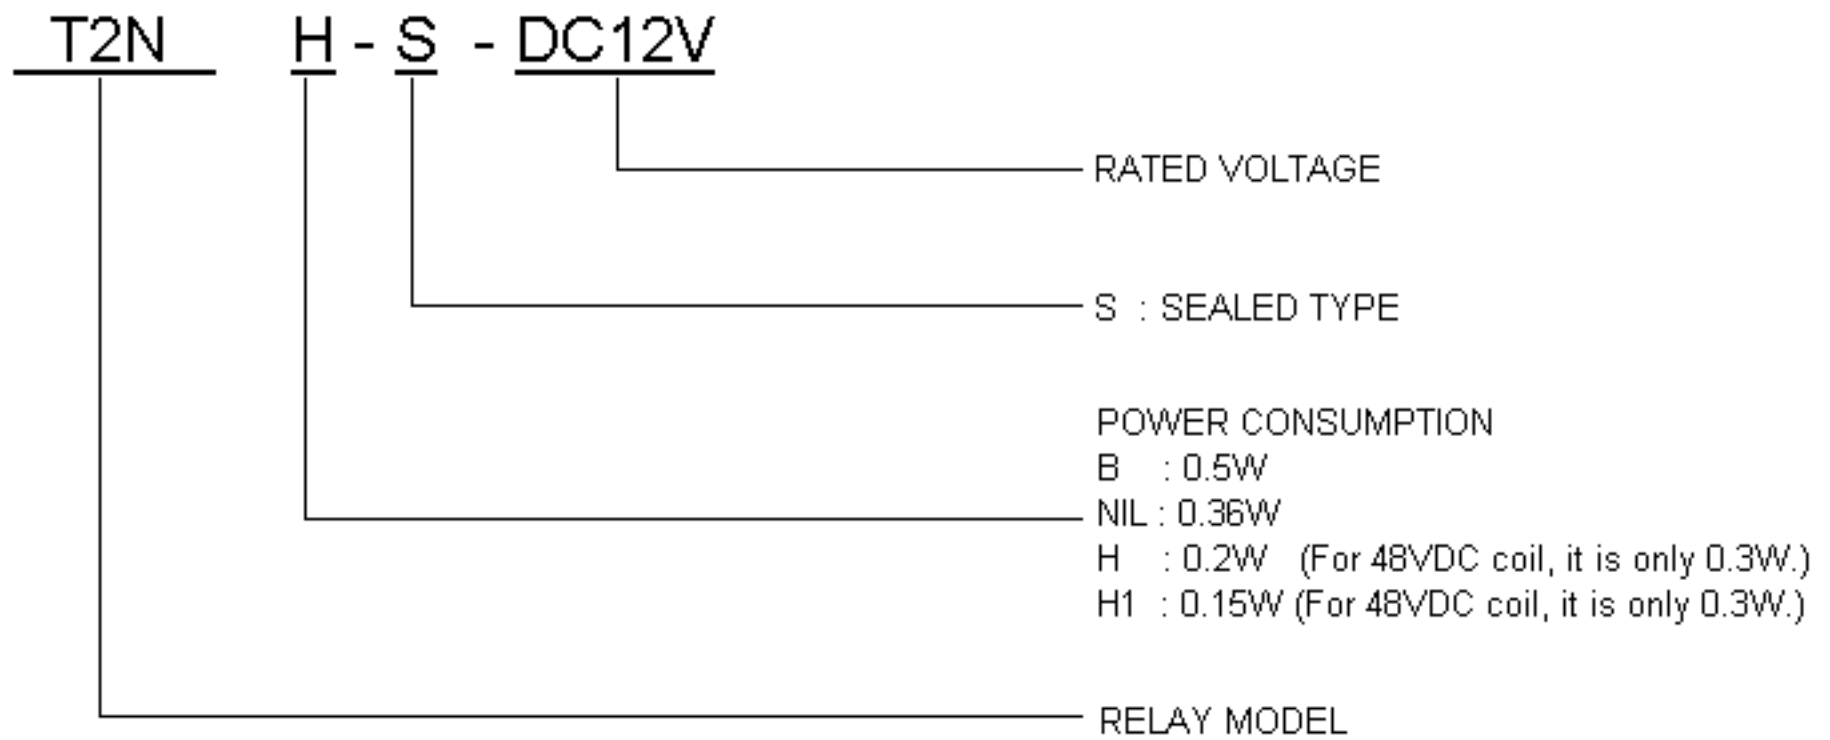 T2N H - S - DC12V
RATED VOLTAGE
S : SEALED TYPE
POWER CONSUMPTION
B : 0.5W
NIL : 0.36W
H : 0.2W (For 48VDC coil, it is only 0.3W.)
H1 : 0.15W (For 48VDC coil, it is only 0.3W.)
RELAY MODEL